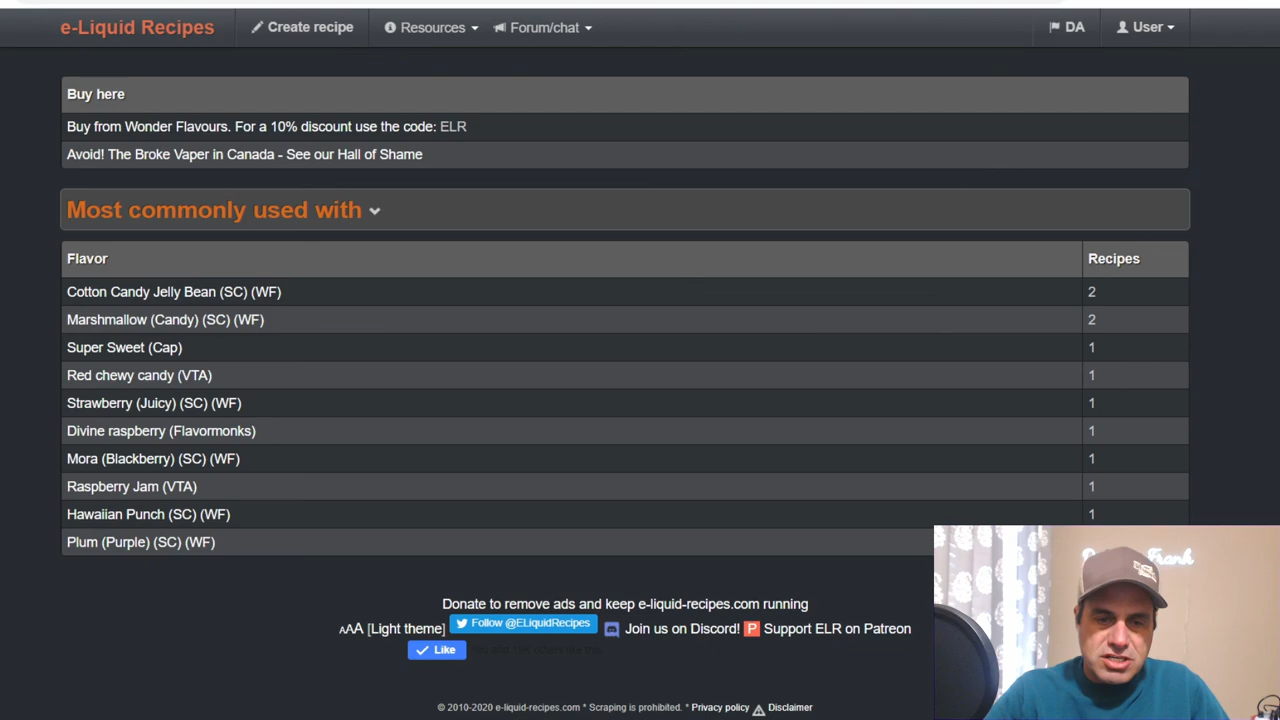 e-Liquid Recipes Create recipe Resources Forum/chat DA User
Buy here
Buy from Wonder Flavours. For a 10% discount use the code: ELR
Avoid! The Broke Vaper in Canada - See our Hall of Shame
Most commonly used with
Flavor Recipes
Cotton Candy Jelly Bean (SC) (WF) 2
Marshmallow (Candy) (SC) (WF) 2
Super Sweet (Cap) 1
Red chewy candy (VTA) 1
Strawberry (Juicy) (SC) (WF) 1
Divine raspberry (Flavormonks) 1
Mora (Blackberry) (SC) (WF) 1
Raspberry Jam (VTA) 1
Hawaiian Punch (SC) (WF) 1
Plum (Purple) (SC) (WF)
Donate to remove ads and keep e-liquid-recipes.com running
AAA [Light theme] Follow @ELiquidRecipes Join us on Discord! Support ELR on Patreon
Like
© 2010-2020 e-liquid-recipes.com * Scraping is prohibited. * Privacy policy Disclaimer